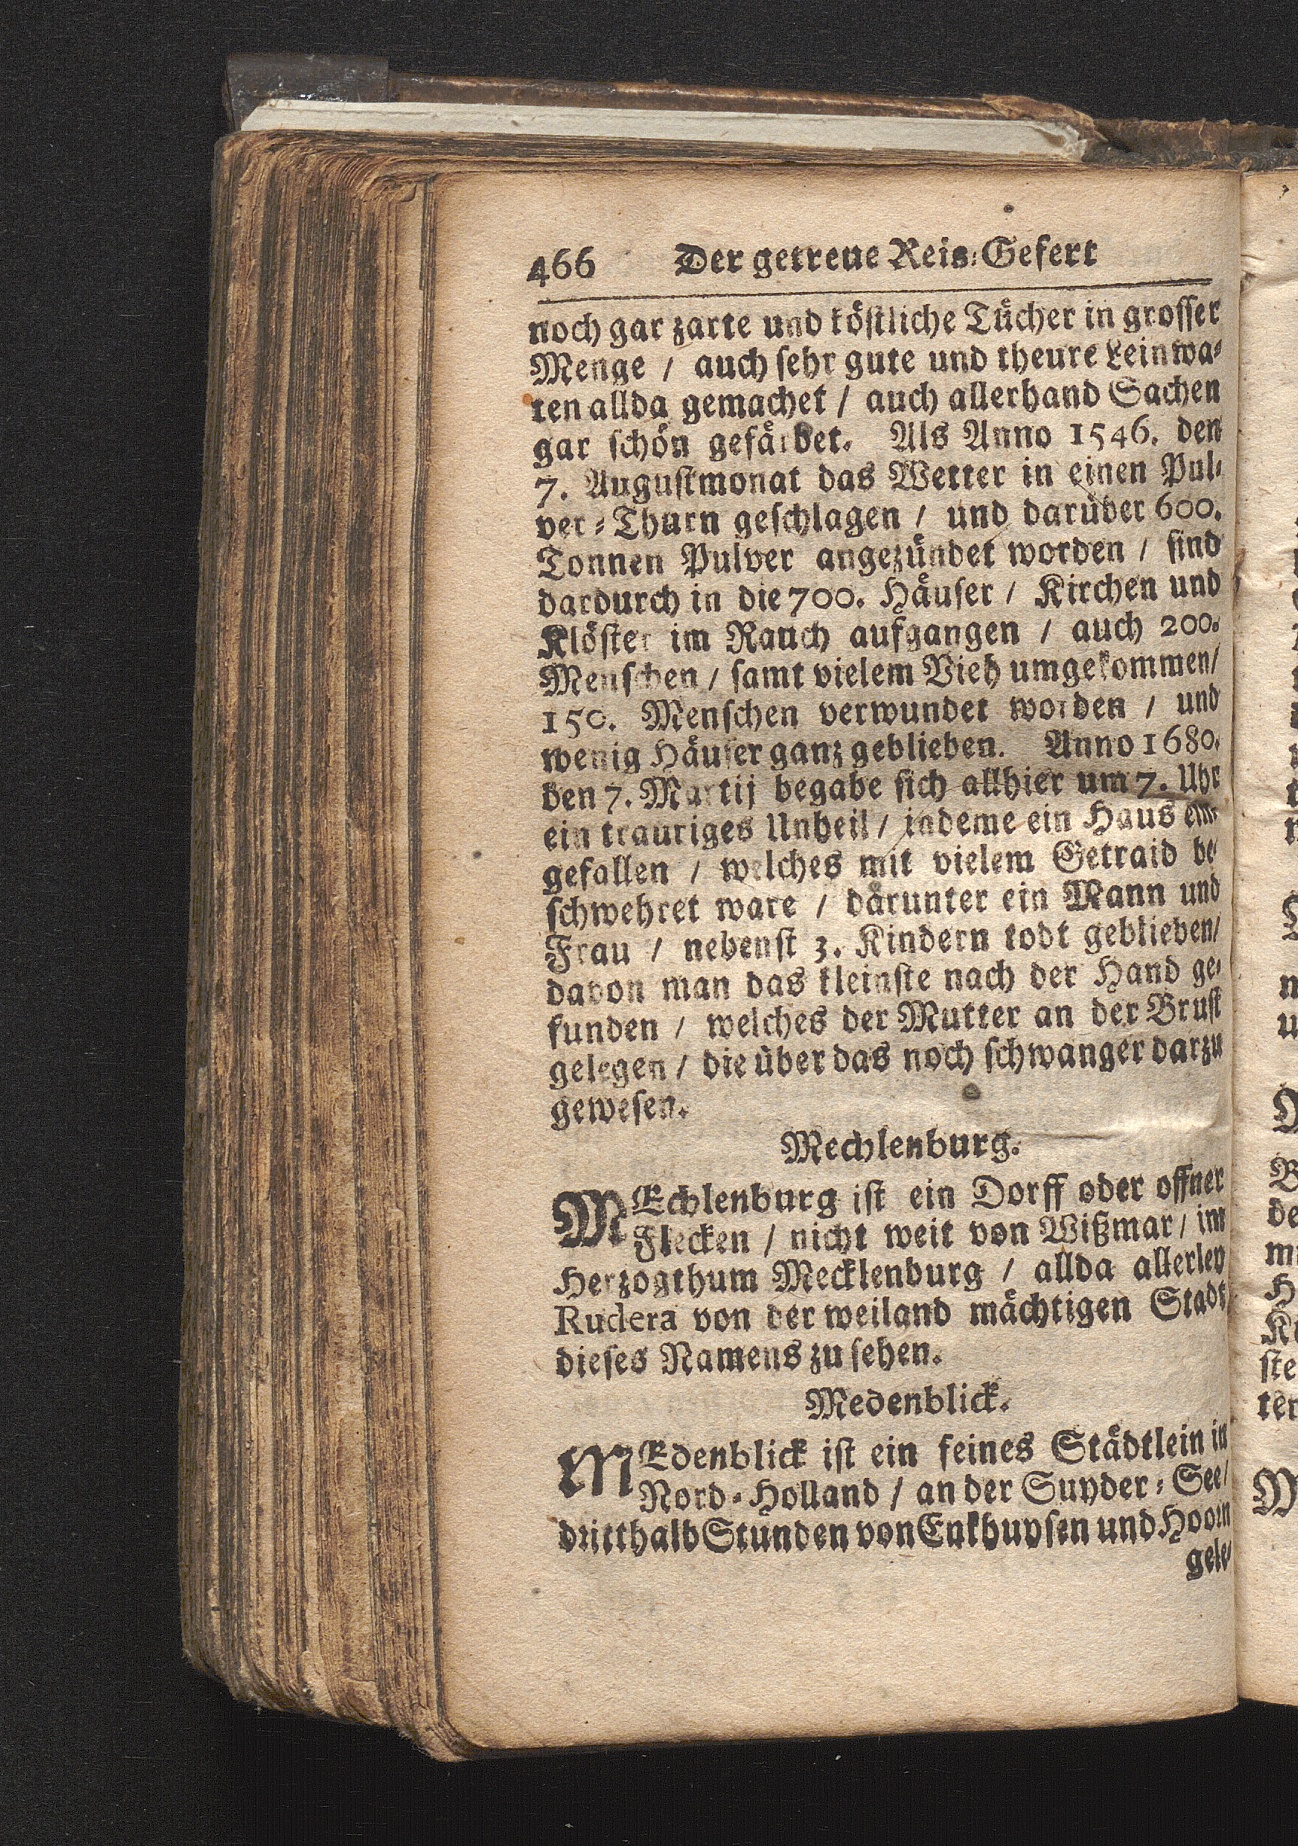 466 Der getreue Reis-Gefert
noch gar zarte und köstliche Tücher in grosser
Menge / auch sehr gute und theure Leinwa-
ten allda gemachet / auch allerhand Sachen
gar schön gefärbet. Als Anno 1546. den
7. Augustmonat das Wetter in einen Pul-
ver-Thurn geschlagen / und darüber 600.
Tonnen Pulver angezündet worden / sind
dardurch in die 700. Häuser / Kirchen und
Klöster im Rauch aufgangen / auch 200.
Menschen / samt vielem Vieh umgekommen/
150. Menschen verwundet worden / und
wenig Häuser ganz geblieben. Anno 1680.
den 7. Martij begabe sich allhier um 7. Uhr
ein trauriges Unheil / indeme ein Haus ein-
gefallen / welches mit vielem Getraid be-
schwehret ware / darunter ein Mann und
Frau / nebenst 3. Kindern todt geblieben/
davon man das kleinste nach der Hand ge-
funden / welches der Mutter an der Brust
gelegen / die über das noch schwanger darzu
gewesen.
Mechlenburg.
MEchlenburg ist ein Dorff oder offner
Flecken / nicht weit von Wißmar / im
Herzogthum Mecklenburg / allda allerley
Rudera von der weiland mächtigen Stadt
dieses Namens zu sehen.
Medenblick.
MEdenblick ist ein feines Städtlein in
Nord-Holland / an der Suyder-See/
dritthalb Stunden von Enkhuysen und Hoorn
gele-